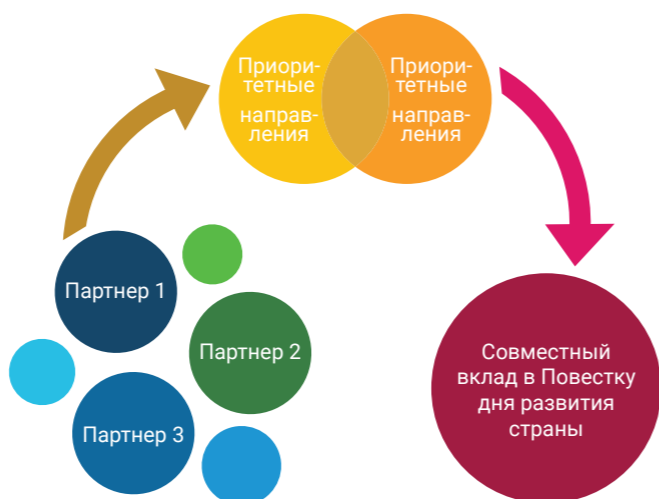 Приори-
тетные
направ-
ления
Приори-
тетные
направ-
ления
Партнер 1
Партнер 2
Партнер 3
Совместный
вклад в Повестку
дня развития
страны